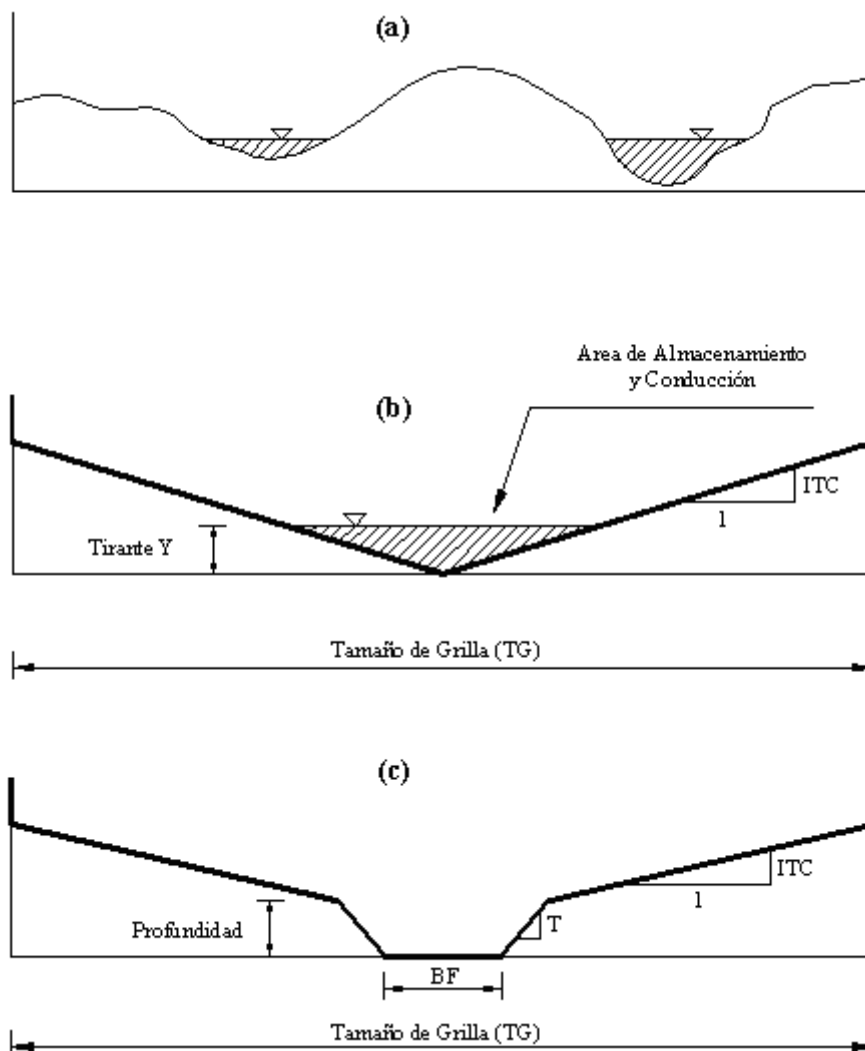 (a)
Area de Almacenamiento
y Conducción
(b)
ITC
1
Tirante Y
Tamaño de Grilla (TG)
(c)
ITC
1
T
Profundidad
BF
Tamaño de Grilla (TG)